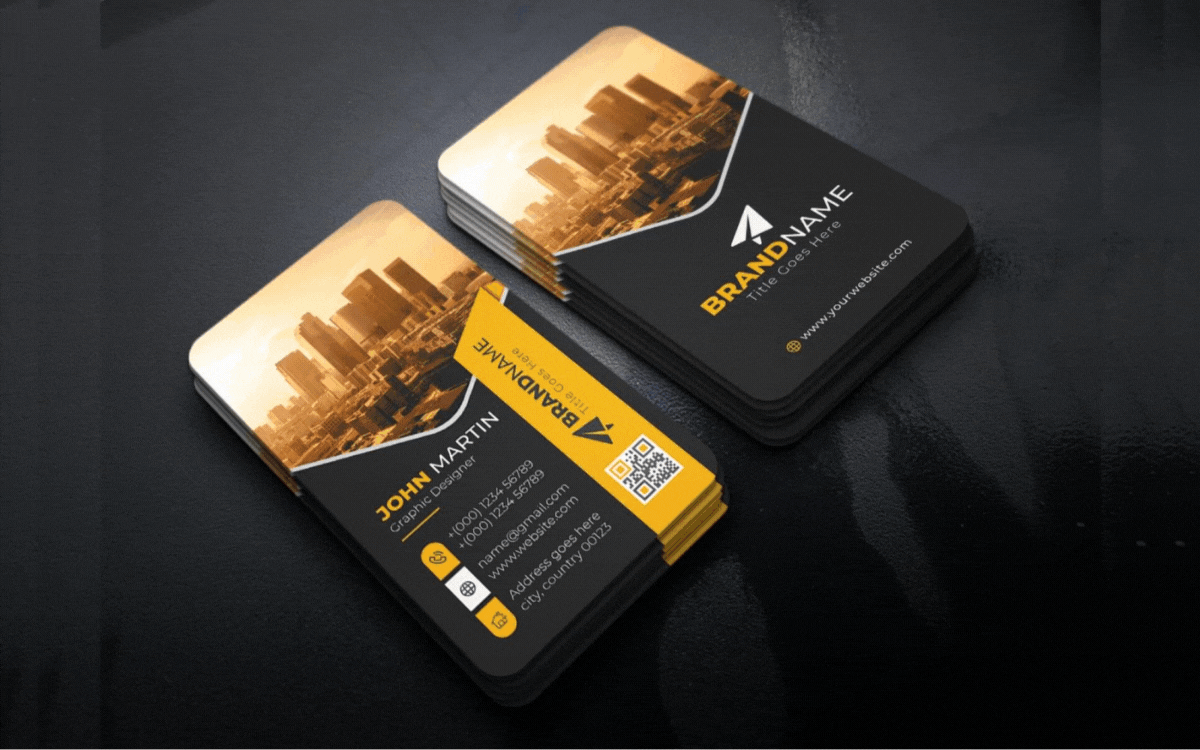 BRANDNAME
Title Goes Here
www.yourwebsite.com
BRANDNAME
Title Goes Here
JOHN MARTIN
Graphic Designer
+(000) 1234 56789
+(000) 1234 56789
name@gmail.com
www.website.com
Address goes here
city, country 00123